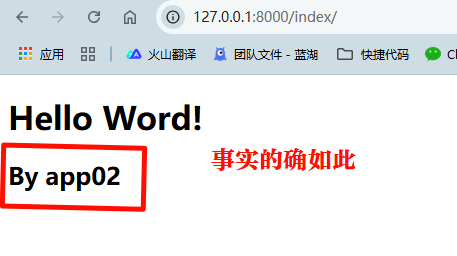 127.0.0.1:8000/index/
应用 火山翻译 团队文件 - 蓝湖 快捷代码 Ch
Hello Word!
By app02
事实的确如此